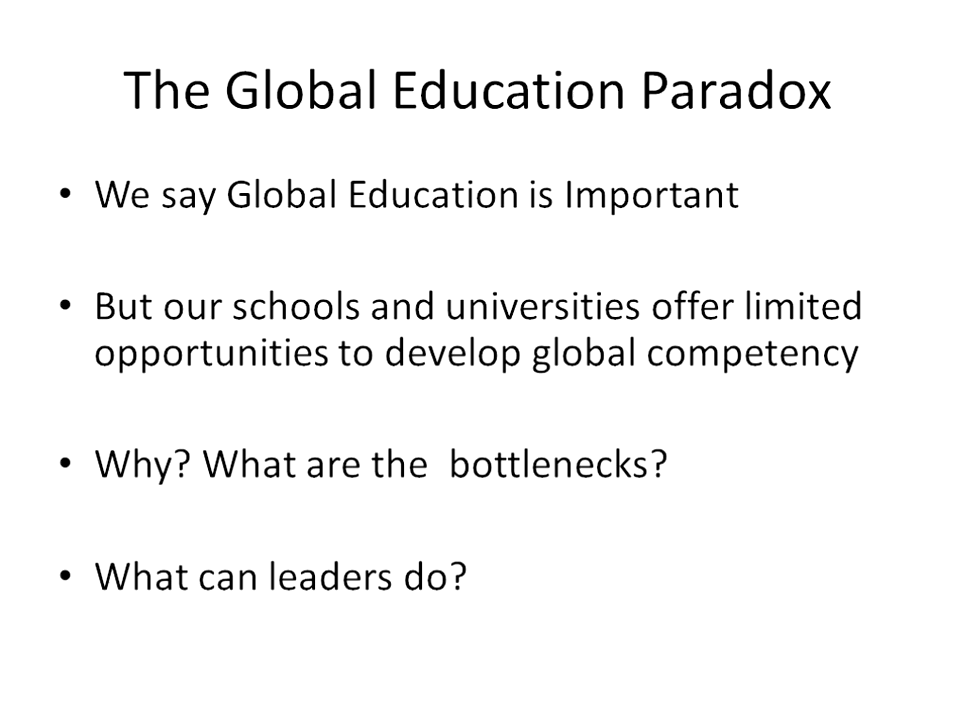 The Global Education Paradox
• We say Global Education is Important
• But our schools and universities offer limited
opportunities to develop global competency
• Why? What are the  bottlenecks?
• What can leaders do?